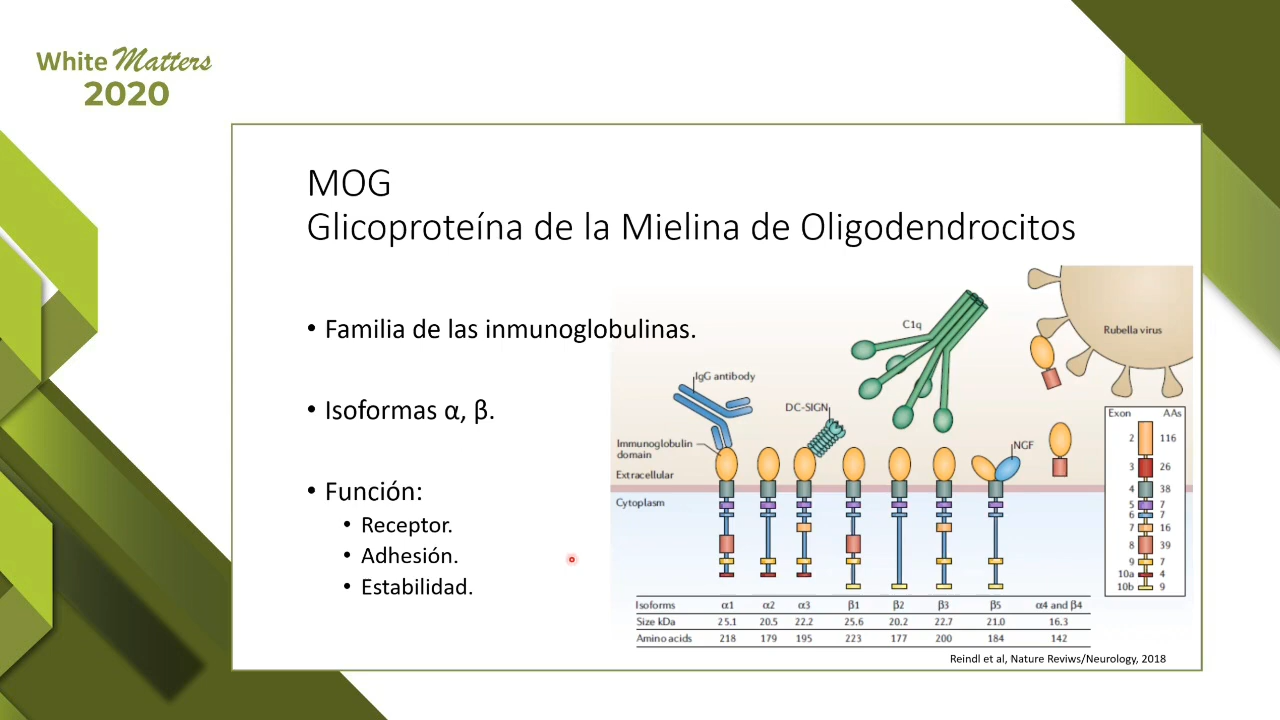 White Matters
2020
MOG
Glicoproteína de la Mielina de Oligodendrocitos
• Familia de las inmunoglobulinas.
• Isoformas α, β.
• Función:
• Receptor.
• Adhesión.
• Estabilidad.
C1q
Rubella virus
IgG antibody
DC-SIGN
Immunoglobulin
domain
NGF
Extracellular
Cytoplasm
Exon AAs
2 116
3 26
4 38
5 7
6 7
7 16
8 39
9 7
10a 4
10b 9
Isoforms α1 α2 α3 β1 β2 β3 β5 α4 and β4
Size kDa 25.1 20.5 22.2 25.6 20.2 22.7 21.0 16.3
Amino acids 218 179 195 223 177 200 184 142
Reindl et al, Nature Reviws/Neurology, 2018